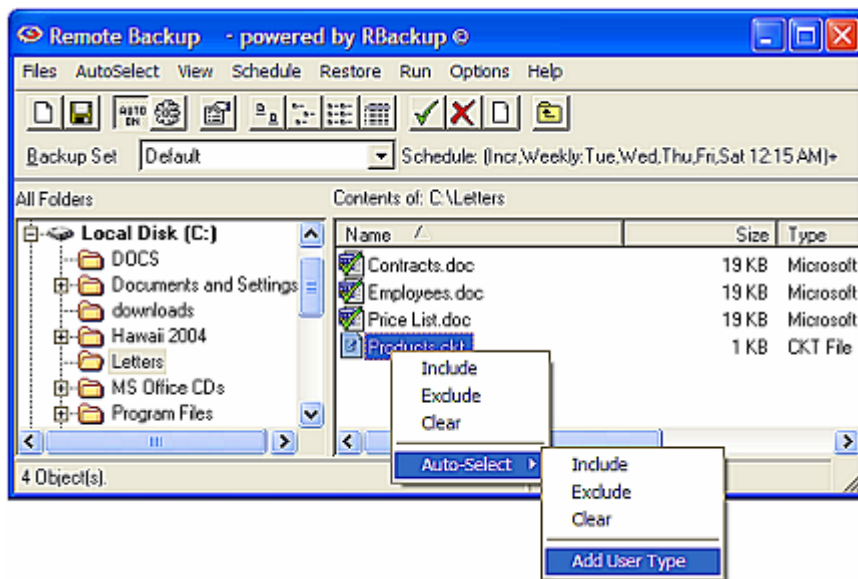 Remote Backup - powered by RBackup ©
Files AutoSelect View Schedule Restore Run Options Help
AUTO ON
Backup Set Default Schedule: (Incr,Weekly:Tue,Wed,Thu,Fri,Sat 12:15 AM)+
All Folders Contents of: C:\Letters
Local Disk (C:)
DOCS
Documents and Settings
downloads
Hawaii 2004
Letters
MS Office CDs
Program Files
Name Size Type
Contracts.doc 19 KB Microsoft
Employees.doc 19 KB Microsoft
Price List.doc 19 KB Microsoft
Products.ckt 1 KB CKT File
Include
Exclude
Clear
Auto-Select
Include
Exclude
Clear
Add User Type
4 Object(s).